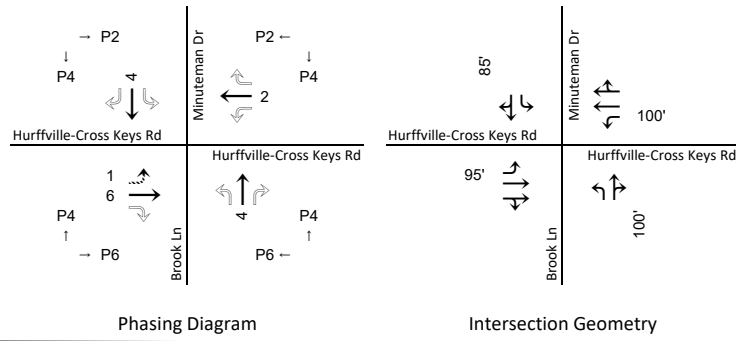 → P2
↓
P4
4
Minuteman Dr
P2 ←
↓
P4
2
Hurffville-Cross Keys Rd
Hurffville-Cross Keys Rd
1
6
P4
↑
→ P6
Brook Ln
4
P4
↑
P6 ←
Phasing Diagram
85'
Minuteman Dr
100'
Hurffville-Cross Keys Rd
Hurffville-Cross Keys Rd
95'
Brook Ln
100'
Intersection Geometry